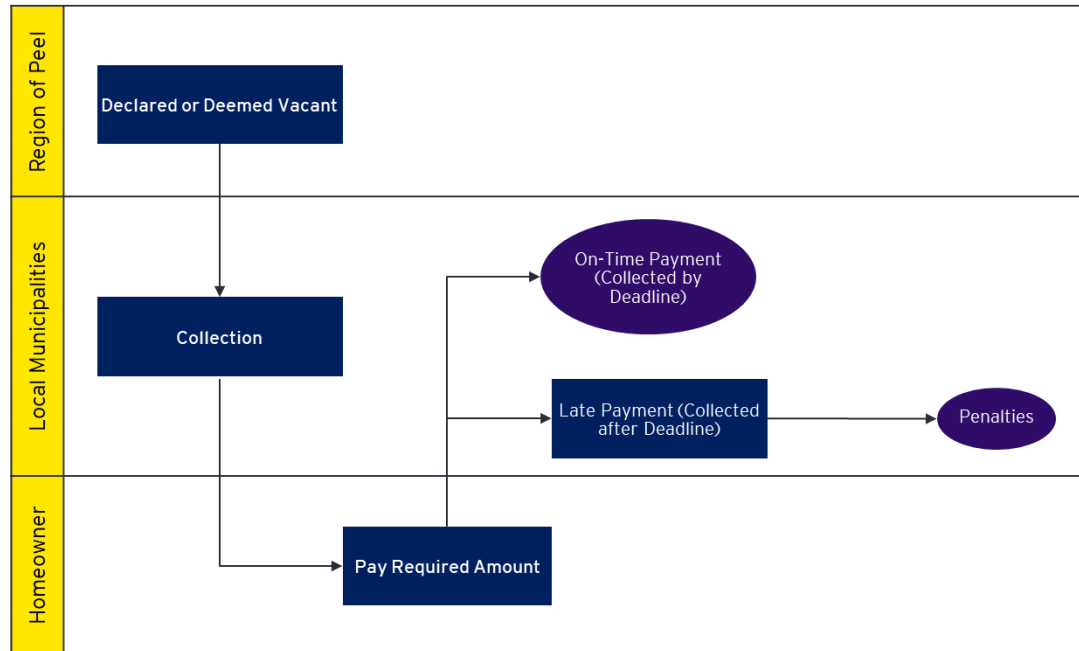 Region of Peel
Declared or Deemed Vacant
Local Municipalities
On-Time Payment
(Collected by
Deadline)
Collection
Late Payment (Collected
after Deadline)
Penalties
Homeowner
Pay Required Amount